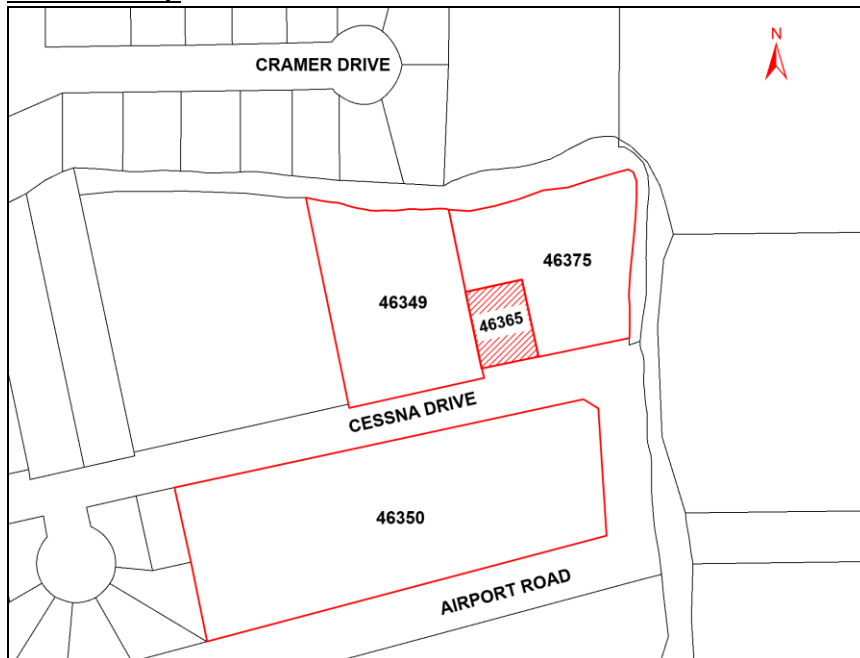 CRAMER DRIVE
N
46375
46349
46365
CESSNA DRIVE
46350
AIRPORT ROAD